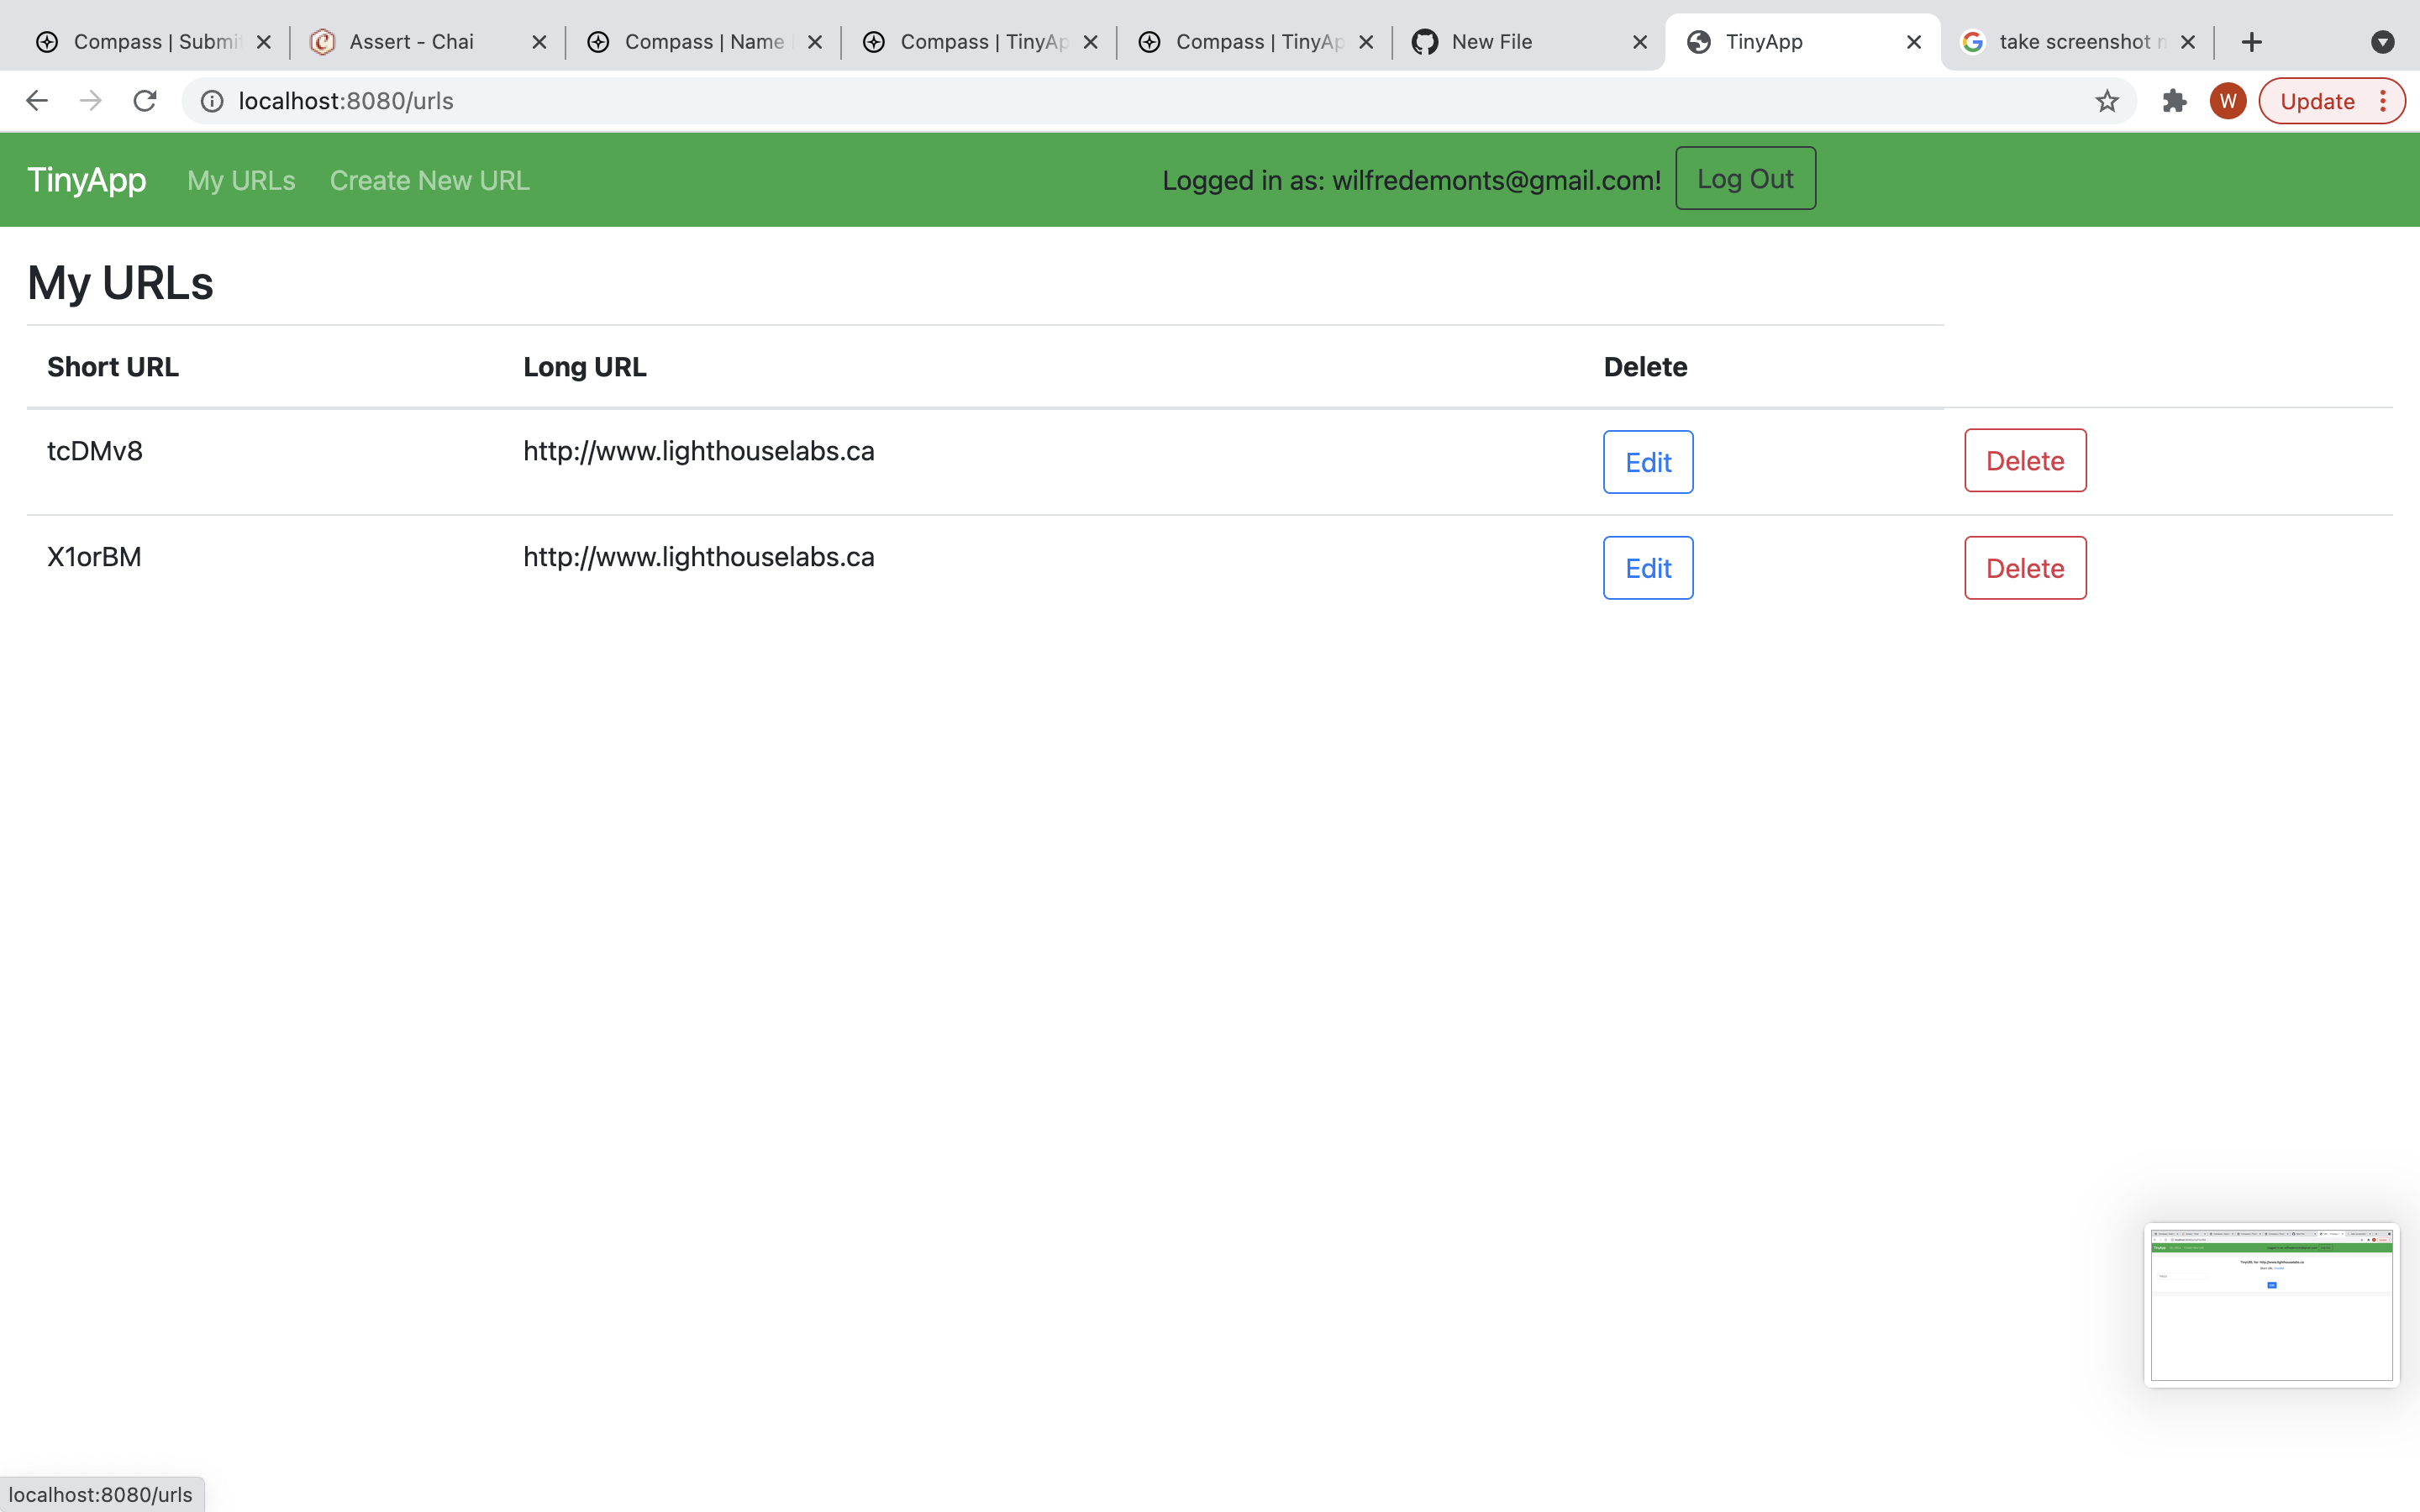 Compass | Submi
Assert - Chai
Compass | Name
Compass | TinyAp
Compass | TinyAp
New File
TinyApp
take screenshot
localhost:8080/urls
W
Update
TinyApp
My URLs
Create New URL
Logged in as: wilfredemonts@gmail.com!
Log Out
My URLs
Short URL Long URL Delete
tcDMv8 http://www.lighthouselabs.ca Edit Delete
X1orBM http://www.lighthouselabs.ca Edit Delete
localhost:8080/urls